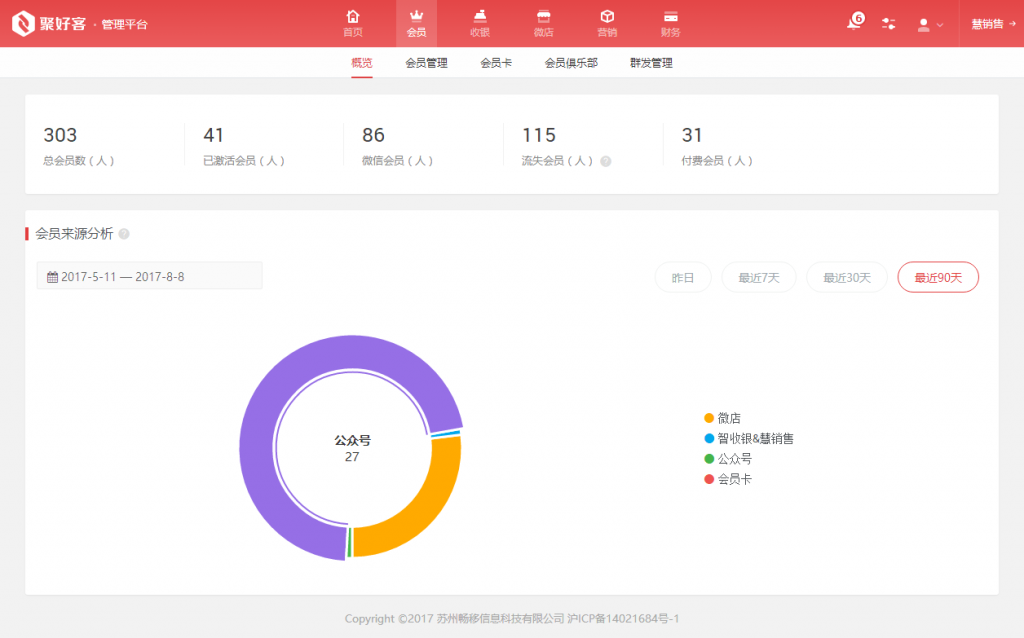 聚好客 · 管理平台
首页 会员 收银 微店 营销 财务
6
慧销售 →
概览 会员管理 会员卡 会员俱乐部 群发管理
303 41 86 115 31
总会员数（人） 已激活会员（人） 微信会员（人） 流失会员（人） ? 付费会员（人）
会员来源分析 ?
2017-5-11 — 2017-8-8 昨日 最近7天 最近30天 最近90天
公众号
27
微店
智收银&慧销售
公众号
会员卡
Copyright ©2017 苏州畅移信息科技有限公司 沪ICP备14021684号-1